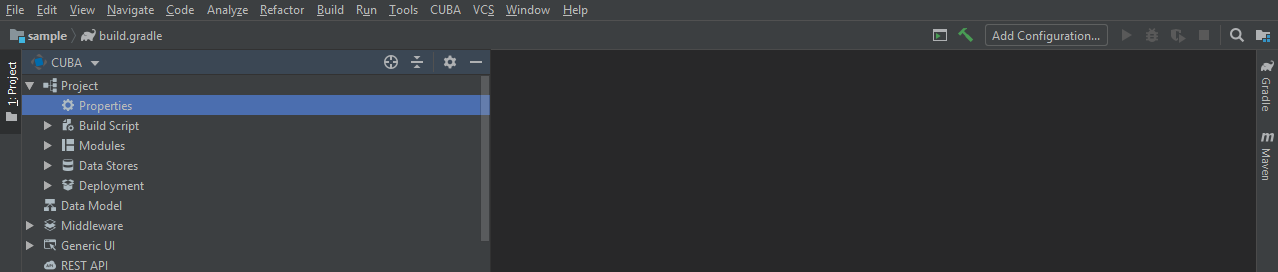 File Edit View Navigate Code Analyze Refactor Build Run Tools CUBA VCS Window Help
sample build.gradle Add Configuration...
1: Project
CUBA
Project
Properties
Build Script
Modules
Data Stores
Deployment
Data Model
Middleware
Generic UI
REST API
Gradle
m Maven